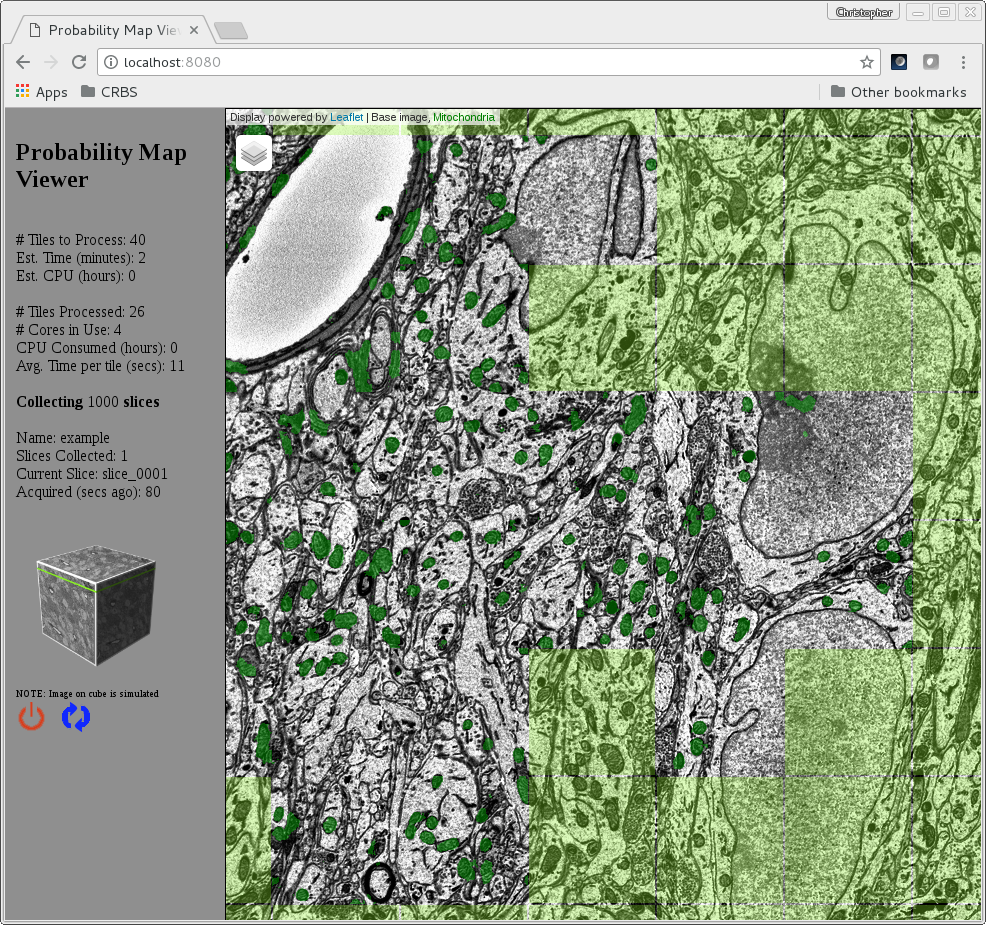 Christopher
Probability Map Vie
localhost:8080
Apps CRBS Other bookmarks
Display powered by Leaflet | Base image, Mitochondria
Probability Map
Viewer
# Tiles to Process: 40
Est. Time (minutes): 2
Est. CPU (hours): 0
# Tiles Processed: 26
# Cores in Use: 4
CPU Consumed (hours): 0
Avg. Time per tile (secs): 11
Collecting 1000 slices
Name: example
Slices Collected: 1
Current Slice: slice_0001
Acquired (secs ago): 80
NOTE: Image on cube is simulated